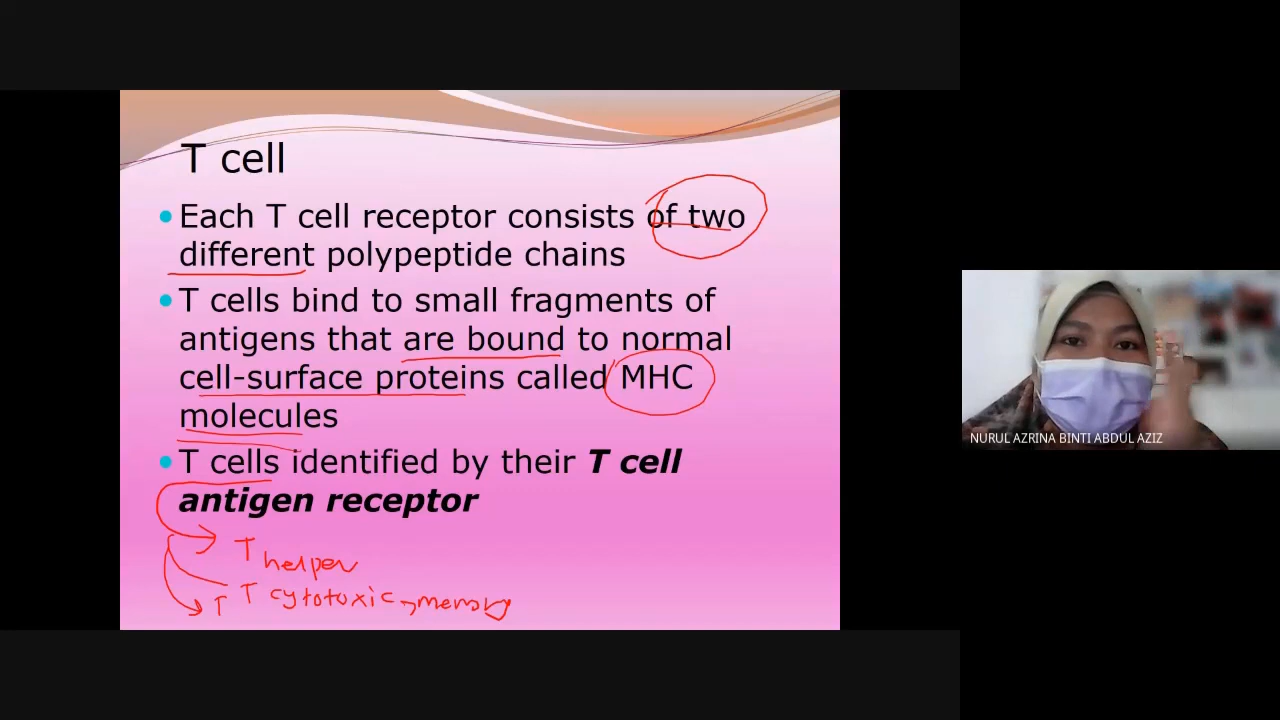 T cell
•Each T cell receptor consists of two
different polypeptide chains
•T cells bind to small fragments of
antigens that are bound to normal
cell-surface proteins called MHC
molecules
•T cells identified by their T cell
antigen receptor
T helper
T cytotoxic
T memory
NURUL AZRINA BINTI ABDUL AZIZ